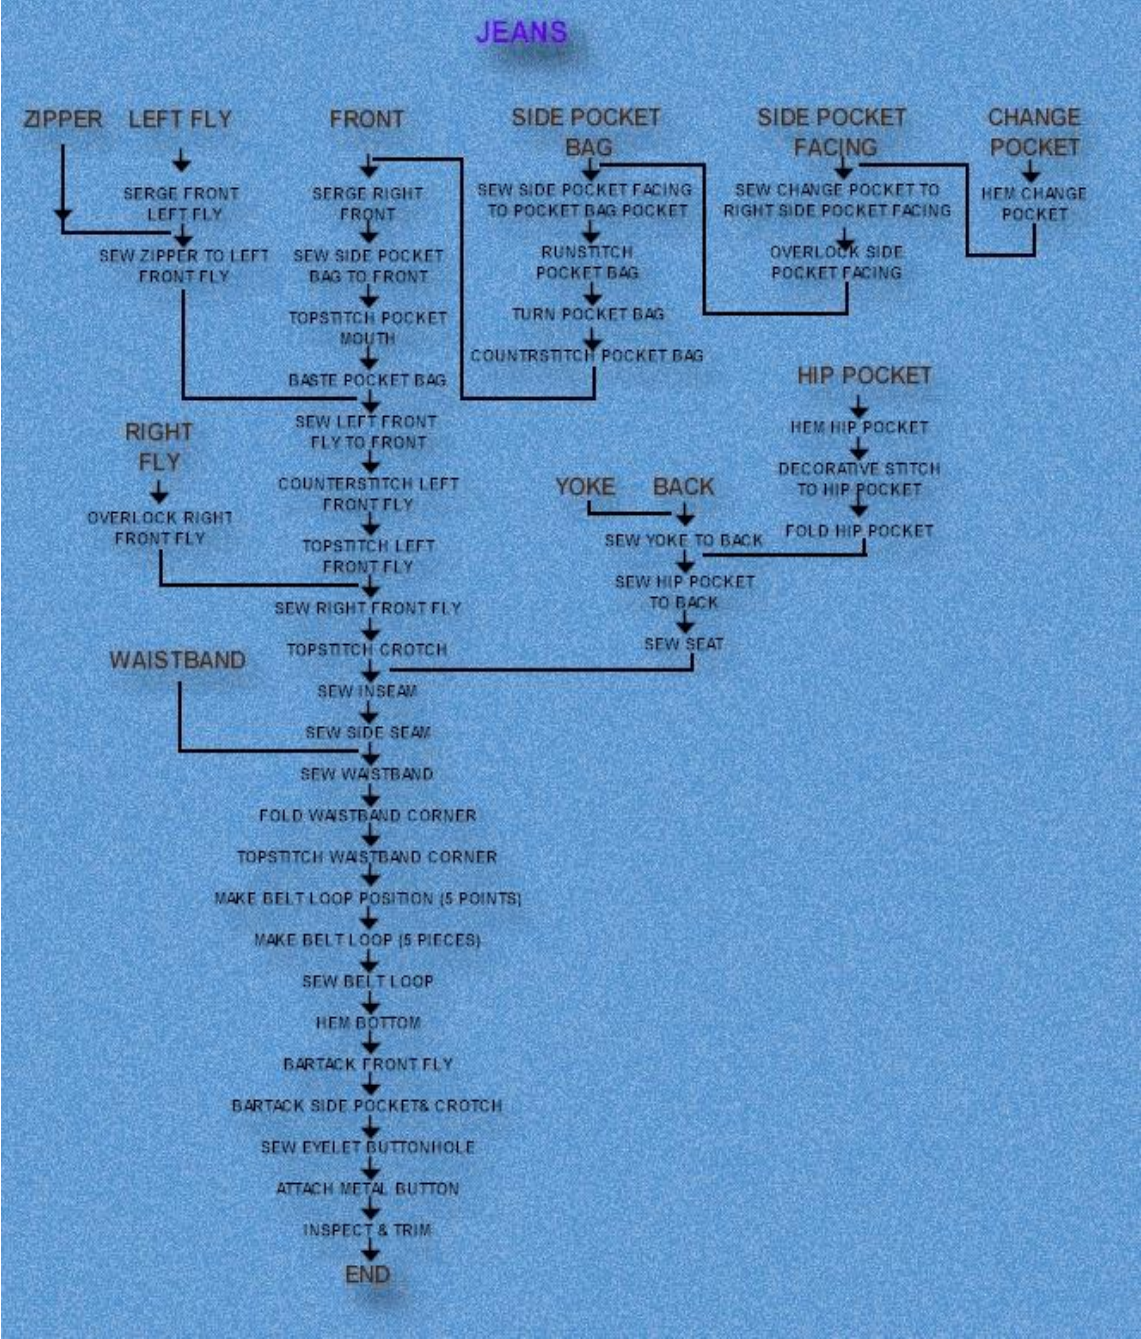 JEANS
ZIPPER
LEFT FLY
SERGE FRONT
LEFT FLY
SEW ZIPPER TO LEFT
FRONT FLY
FRONT
SERGE RIGHT
FRONT
SEW SIDE POCKET
BAG TO FRONT
TOPSTITCH POCKET
MOUTH
BASTE POCKET BAG
SEW LEFT FRONT
FLY TO FRONT
COUNTERSTITCH LEFT
FRONT FLY
TOPSTITCH LEFT
FRONT FLY
SEW RIGHT FRONT FLY
TOPSTITCH CROTCH
SEW INSEAM
SEW SIDE SEAM
SEW WAISTBAND
FOLD WAISTBAND CORNER
TOPSTITCH WAISTBAND CORNER
MAKE BELT LOOP POSITION (5 POINTS)
MAKE BELT LOOP (5 PIECES)
SEW BELT LOOP
HEM BOTTOM
BARTACK FRONT FLY
BARTACK SIDE POCKET& CROTCH
SEW EYELET BUTTONHOLE
ATTACH METAL BUTTON
INSPECT & TRIM
END
SIDE POCKET
BAG
SEW SIDE POCKET FACING
TO POCKET BAG POCKET
RUNSTITCH
POCKET BAG
TURN POCKET BAG
COUNTRSTITCH POCKET BAG
SIDE POCKET
FACING
SEW CHANGE POCKET TO
RIGHT SIDE POCKET FACING
OVERLOCK SIDE
POCKET FACING
CHANGE
POCKET
HEM CHANGE
POCKET
HIP POCKET
HEM HIP POCKET
DECORATIVE STITCH
TO HIP POCKET
FOLD HIP POCKET
YOKE
BACK
SEW YOKE TO BACK
SEW HIP POCKET
TO BACK
SEW SEAT
RIGHT
FLY
OVERLOCK RIGHT
FRONT FLY
WAISTBAND